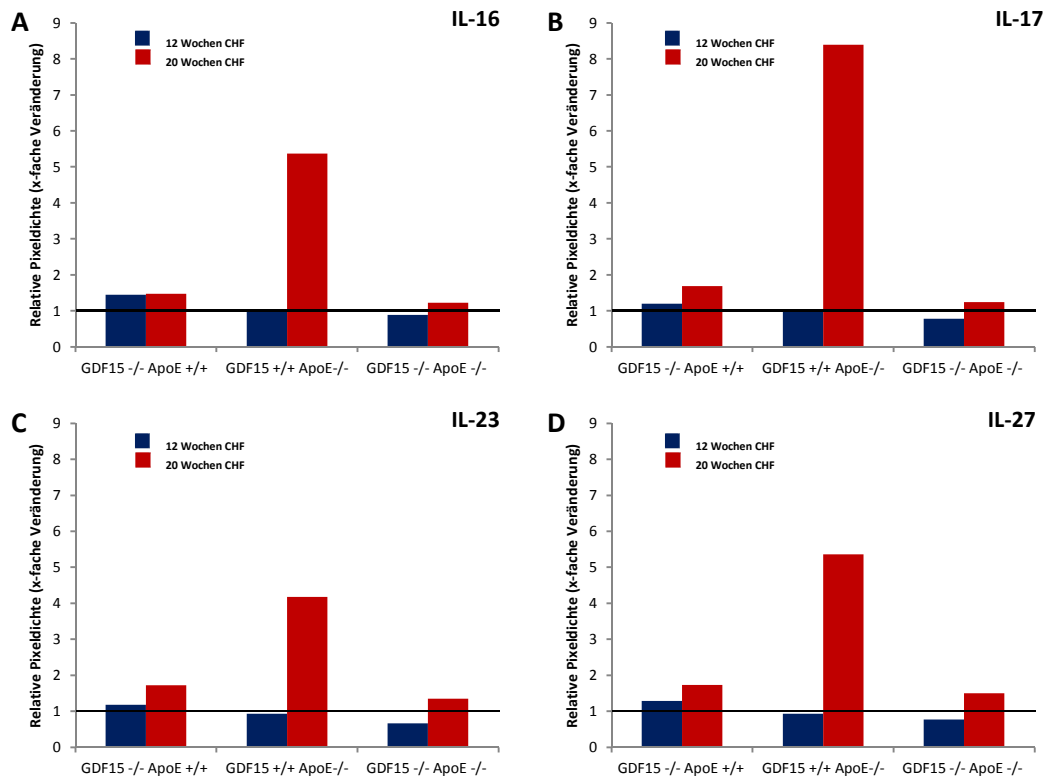 A
IL-16
Relative Pixeldichte (x-fache Veränderung)
9
8
7
6
5
4
3
2
1
0
12 Wochen CHF
20 Wochen CHF
GDF15 -/- ApoE +/+
GDF15 +/+ ApoE-/-
GDF15 -/- ApoE -/-
B
IL-17
Relative Pixeldichte (x-fache Veränderung)
9
8
7
6
5
4
3
2
1
0
12 Wochen CHF
20 Wochen CHF
GDF15 -/- ApoE +/+
GDF15 +/+ ApoE-/-
GDF15 -/- ApoE -/-
C
IL-23
Relative Pixeldichte (x-fache Veränderung)
9
8
7
6
5
4
3
2
1
0
12 Wochen CHF
20 Wochen CHF
GDF15 -/- ApoE +/+
GDF15 +/+ ApoE-/-
GDF15 -/- ApoE -/-
D
IL-27
Relative Pixeldichte (x-fache Veränderung)
9
8
7
6
5
4
3
2
1
0
12 Wochen CHF
20 Wochen CHF
GDF15 -/- ApoE +/+
GDF15 +/+ ApoE-/-
GDF15 -/- ApoE -/-